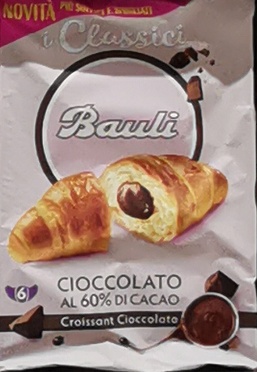 NOVITÀ
i Classici
Bauli
6
CIOCCOLATO
AL 60% DI CACAO
Croissant Cioccolato